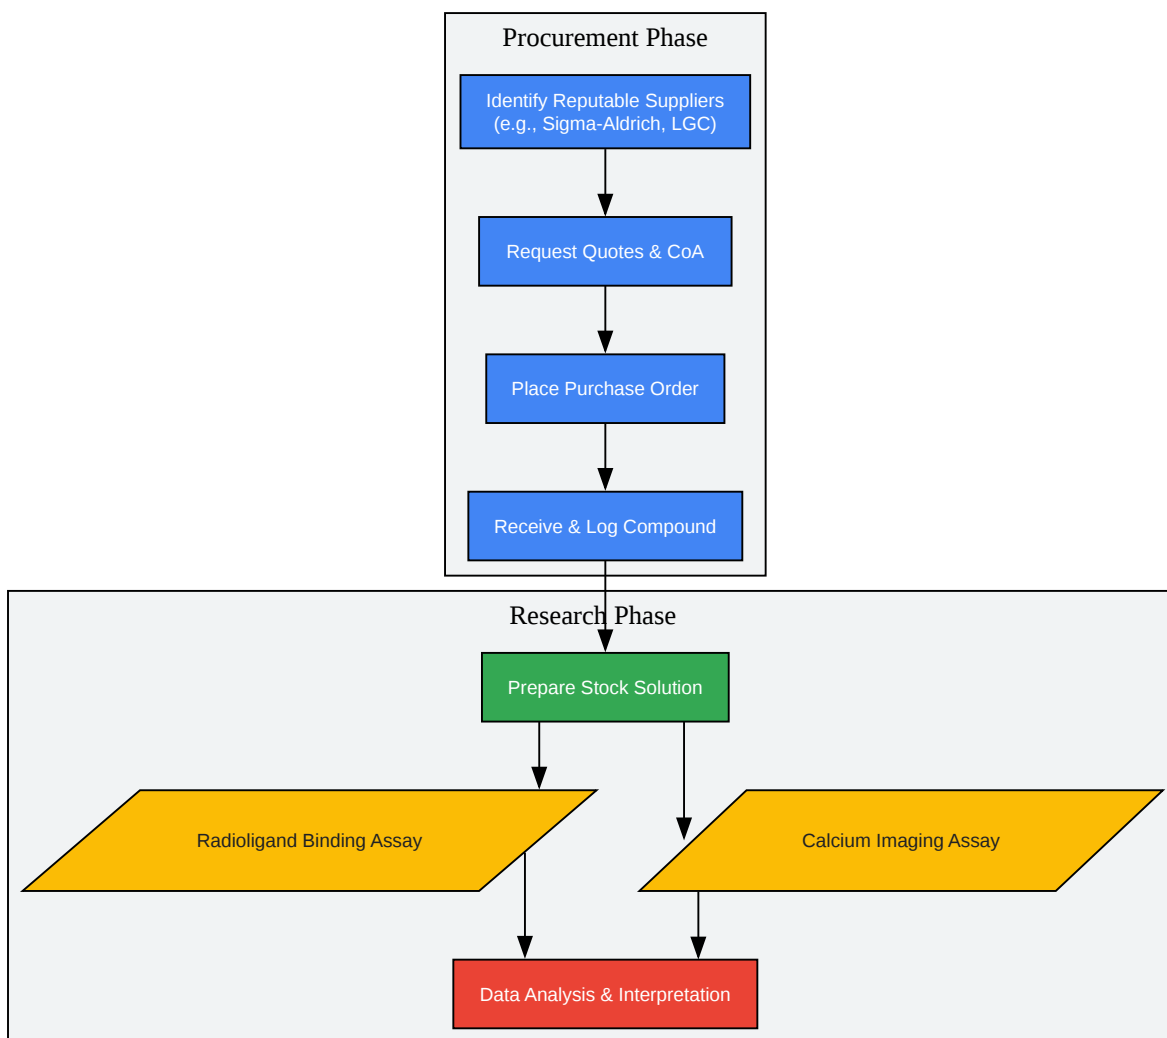 Procurement Phase
Identify Reputable Suppliers
(e.g., Sigma-Aldrich, LGC)
Request Quotes & CoA
Place Purchase Order
Receive & Log Compound
Research Phase
Prepare Stock Solution
Radioligand Binding Assay
Calcium Imaging Assay
Data Analysis & Interpretation